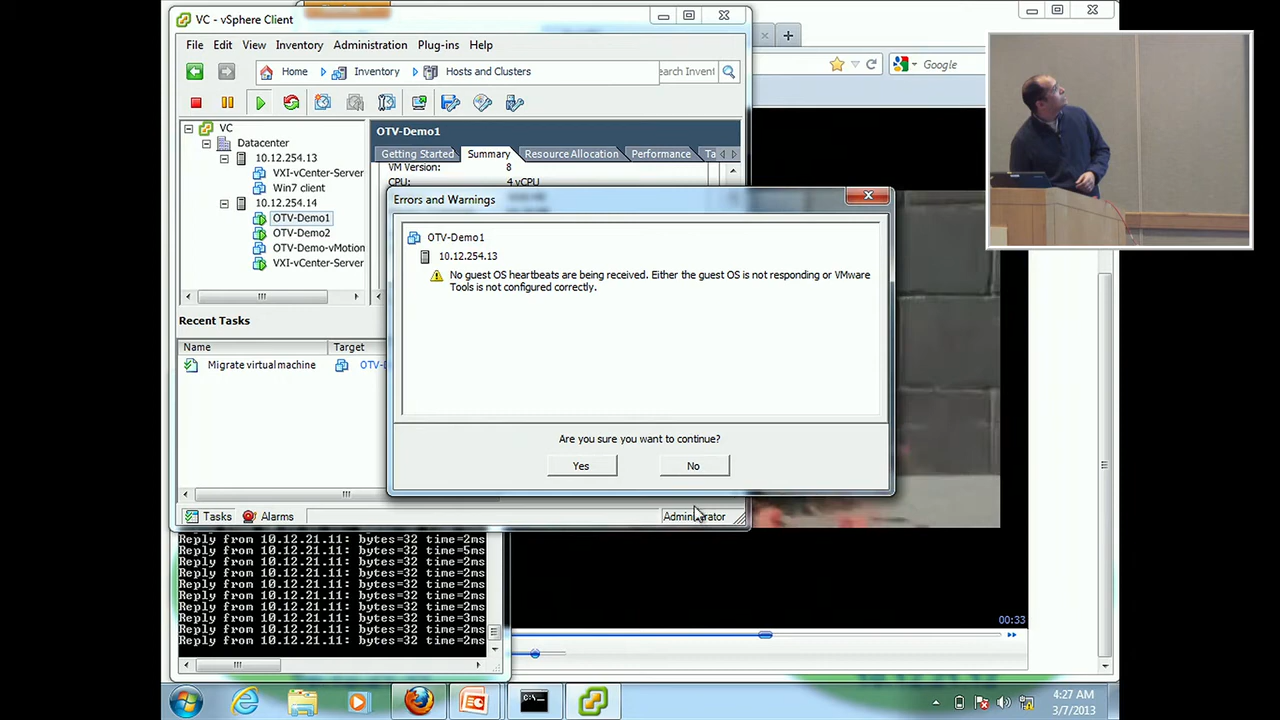 VC - vSphere Client
File Edit View Inventory Administration Plug-ins Help
Home Inventory Hosts and Clusters
earch Invent
Google
VC
Datacenter
10.12.254.13
VXI-vCenter-Server
Win7 client
10.12.254.14
OTV-Demo1
OTV-Demo2
OTV-Demo-vMotion
VXI-vCenter-Server
OTV-Demo1
Getting Started Summary Resource Allocation Performance Ta
VM Version: 8
CPU: 4 vCPU
Errors and Warnings
OTV-Demo1
10.12.254.13
No guest OS heartbeats are being received. Either the guest OS is not responding or VMware
Tools is not configured correctly.
Are you sure you want to continue?
Yes No
Recent Tasks
Name Target
Migrate virtual machine OTV-D
Tasks Alarms Administrator
Reply from 10.12.21.11: bytes=32 time=2ms
Reply from 10.12.21.11: bytes=32 time=5ms
Reply from 10.12.21.11: bytes=32 time=2ms
Reply from 10.12.21.11: bytes=32 time=2ms
Reply from 10.12.21.11: bytes=32 time=2ms
Reply from 10.12.21.11: bytes=32 time=2ms
Reply from 10.12.21.11: bytes=32 time=2ms
Reply from 10.12.21.11: bytes=32 time=3ms
Reply from 10.12.21.11: bytes=32 time=2ms
Reply from 10.12.21.11: bytes=32 time=2ms
00:33
C:\
4:27 AM
3/7/2013